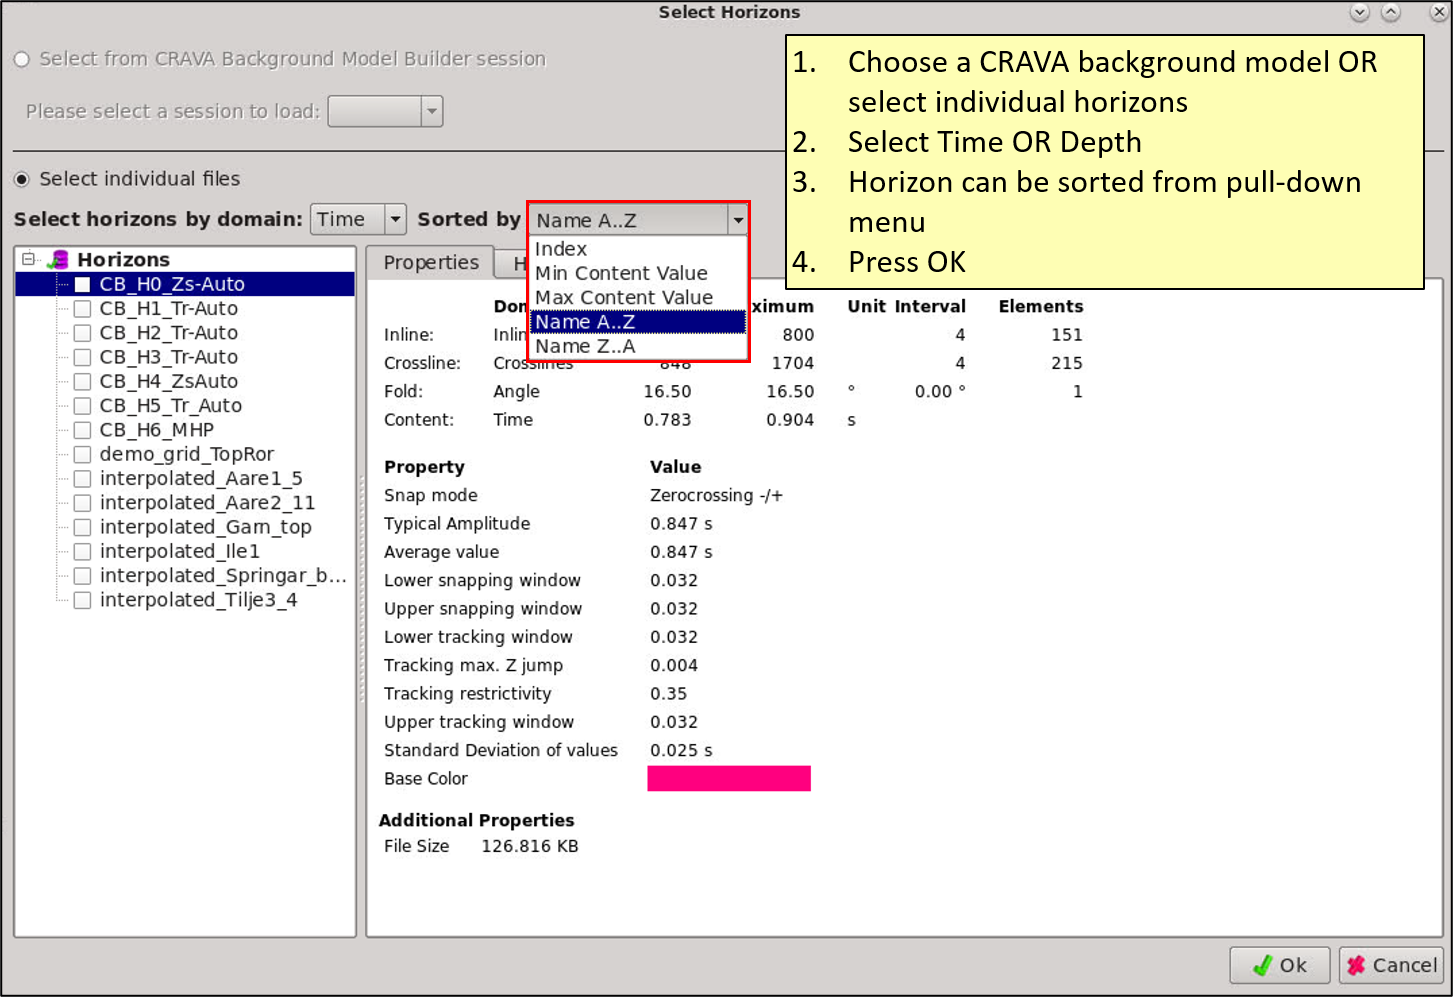 Select Horizons
Select from CRAVA Background Model Builder session
Please select a session to load:
1. Choose a CRAVA background model OR
select individual horizons
2. Select Time OR Depth
3. Horizon can be sorted from pull-down
menu
4. Press OK
Select individual files
Select horizons by domain: Time Sorted by Name A..Z
Index
Min Content Value
Max Content Value
Name A..Z
Name Z..A
Horizons
CB_H0_Zs-Auto
CB_H1_Tr-Auto
CB_H2_Tr-Auto
CB_H3_Tr-Auto
CB_H4_ZsAuto
CB_H5_Tr_Auto
CB_H6_MHP
demo_grid_TopRor
interpolated_Aare1_5
interpolated_Aare2_11
interpolated_Garn_top
interpolated_Ile1
interpolated_Springar_b...
interpolated_Tilje3_4
Properties H
Dom ximum Unit Interval Elements
Inline: Inlin 800 4 151
Crossline: Crosslines 848 1704 4 215
Fold: Angle 16.50 16.50 ° 0.00 ° 1
Content: Time 0.783 0.904 s
Property Value
Snap mode Zerocrossing -/+
Typical Amplitude 0.847 s
Average value 0.847 s
Lower snapping window 0.032
Upper snapping window 0.032
Lower tracking window 0.032
Tracking max. Z jump 0.004
Tracking restrictivity 0.35
Upper tracking window 0.032
Standard Deviation of values 0.025 s
Base Color
Additional Properties
File Size 126.816 KB
Ok Cancel